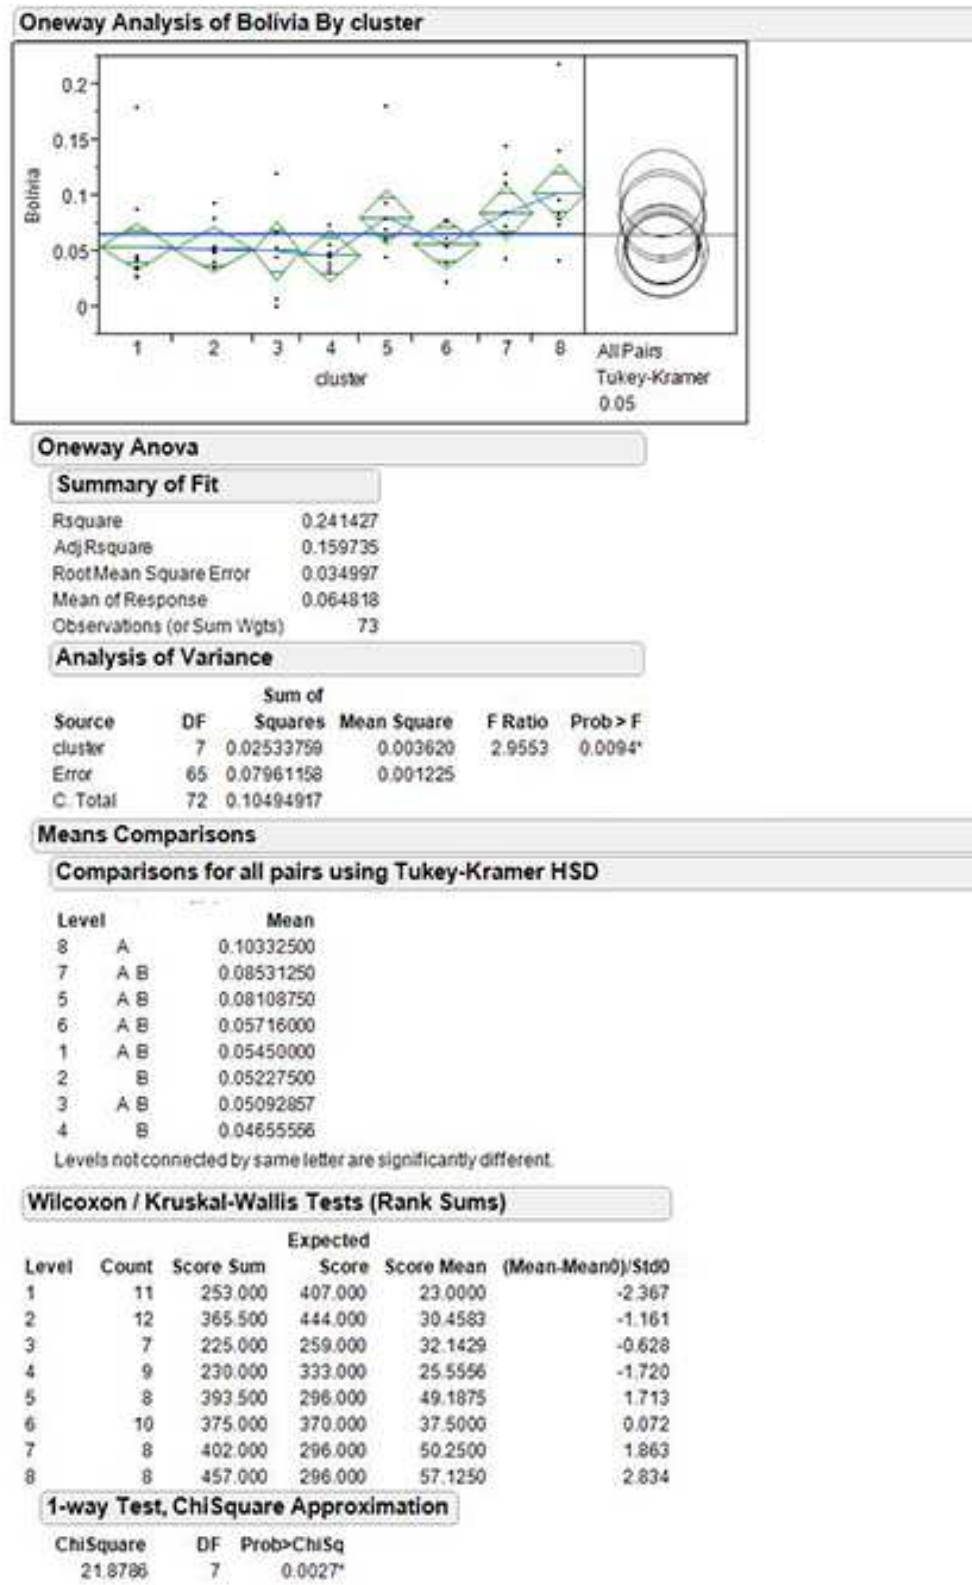 Oneway Analysis of Bolívia By cluster
0.2
0.15
0.1
0.05
0
Bolívia
1 2 3 4 5 6 7 8
cluster
All Pairs
Tukey-Kramer
0.05
Oneway Anova
Summary of Fit
Rsquare 0.241427
Adj Rsquare 0.159735
Root Mean Square Error 0.034997
Mean of Response 0.064818
Observations (or Sum Wgts) 73
Analysis of Variance
Sum of
Source DF Squares Mean Square F Ratio Prob > F
cluster 7 0.02533759 0.003620 2.9553 0.0094*
Error 65 0.07961158 0.001225
C. Total 72 0.10494917
Means Comparisons
Comparisons for all pairs using Tukey-Kramer HSD
Level Mean
8 A 0.10332500
7 A B 0.08531250
5 A B 0.08108750
6 A B 0.05716000
1 A B 0.05450000
2 B 0.05227500
3 A B 0.05092857
4 B 0.04655556
Levels not connected by same letter are significantly different.
Wilcoxon / Kruskal-Wallis Tests (Rank Sums)
Expected
Level Count Score Sum Score Score Mean (Mean-Mean0)/Std0
1 11 253.000 407.000 23.0000 -2.367
2 12 365.500 444.000 30.4583 -1.161
3 7 225.000 259.000 32.1429 -0.628
4 9 230.000 333.000 25.5556 -1.720
5 8 393.500 296.000 49.1875 1.713
6 10 375.000 370.000 37.5000 0.072
7 8 402.000 296.000 50.2500 1.863
8 8 457.000 296.000 57.1250 2.834
1-way Test, ChiSquare Approximation
ChiSquare DF Prob>ChiSq
21.8786 7 0.0027*